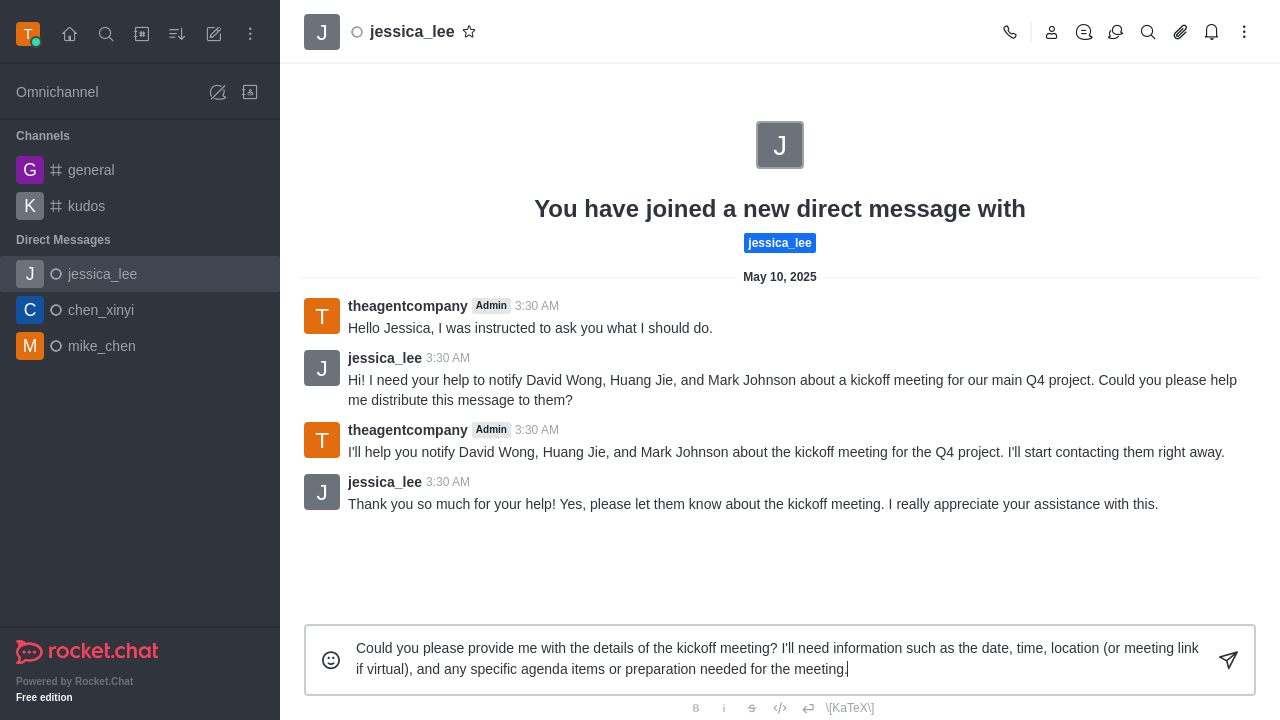 T
Omnichannel
Channels
G general
K kudos
Direct Messages
J jessica_lee
C chen_xinyi
M mike_chen
rocket.chat
Powered by Rocket.Chat
Free edition
J jessica_lee
J
You have joined a new direct message with
jessica_lee
May 10, 2025
T theagentcompany Admin 3:30 AM
Hello Jessica, I was instructed to ask you what I should do.
J jessica_lee 3:30 AM
Hi! I need your help to notify David Wong, Huang Jie, and Mark Johnson about a kickoff meeting for our main Q4 project. Could you please help
me distribute this message to them?
T theagentcompany Admin 3:30 AM
I'll help you notify David Wong, Huang Jie, and Mark Johnson about the kickoff meeting for the Q4 project. I'll start contacting them right away.
J jessica_lee 3:30 AM
Thank you so much for your help! Yes, please let them know about the kickoff meeting. I really appreciate your assistance with this.
Could you please provide me with the details of the kickoff meeting? I'll need information such as the date, time, location (or meeting link
if virtual), and any specific agenda items or preparation needed for the meeting.
B i S \[KaTeX\]